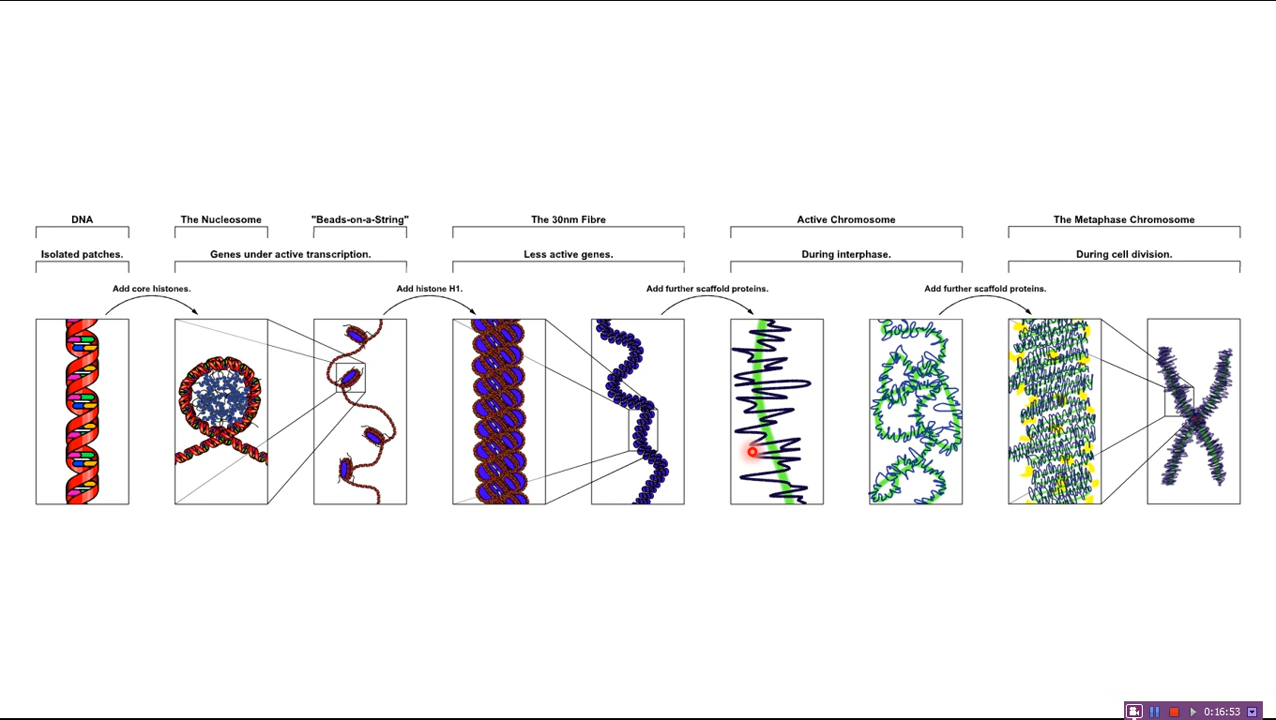 DNA
The Nucleosome
"Beads-on-a-String"
The 30nm Fibre
Active Chromosome
The Metaphase Chromosome
Isolated patches.
Genes under active transcription.
Less active genes.
During interphase.
During cell division.
Add core histones.
Add histone H1.
Add further scaffold proteins.
Add further scaffold proteins.
0:16:53